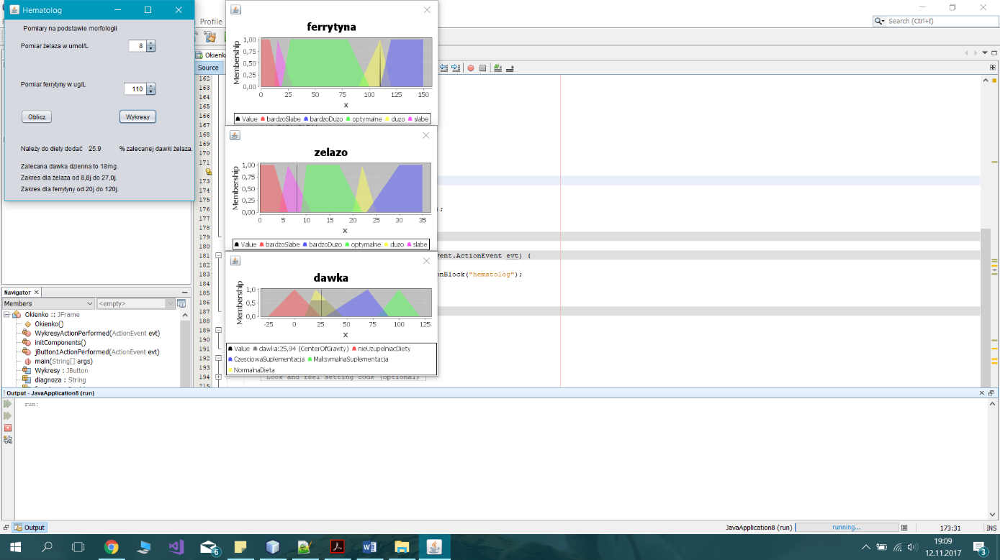 Hematolog
Pomiary na podstawie morfologii
Pomiar żelaza w umol/L 8
Pomiar ferrytyny w ug/L 110
Oblicz Wykresy
Należy do diety dodać 25.9 % zalecanej dawki żelaza.
Zalecana dawka dzienna to 18mg.
Zakres dla żelaza od 8,8j do 27,0j.
Zakres dla ferrytyny od 20j do 120j.
Profile
Search (Ctrl+I)
Okienko
Source
ferrytyna
Membership
1,00
0,75
0,50
0,25
0,00
0 25 50 75 100 125 150
x
Value bardzoSlabe bardzoDuzo optymalne duzo slabe
zelazo
Membership
1,00
0,75
0,50
0,25
0,00
0 5 10 15 20 25 30 35
x
Value bardzoSlabe bardzoDuzo optymalne duzo slabe
dawka
Membership
1,0
0,5
0,0
-25 0 25 50 75 100 125
x
Value dawka:25,94 (CenterOfGravity) nieUzupelniacDiety
CzesciowaSuplementacja MaksymalnaSuplementacja
NormalnaDieta
162
163
164
165
166
167
168
169
170
171
173
174
175
176 );
177
178
179
180
181 vent.ActionEvent evt) {
182
183 onBlock("hematolog");
184
185
186
187
188
189
190
191
192
193
194 Look and feel setting code (optional)
215
Navigator
Members <empty>
Okienko :: JFrame
Okienko()
WykresyActionPerformed(ActionEvent evt)
initComponents()
jButton1ActionPerformed(ActionEvent evt)
main(String[] args)
Wykresy : JButton
diagnoza : String
Output - JavaApplication8 (run)
run:
Output
JavaApplication8 (run) running... 173:31 INS
6
19:09
12.11.2017
3